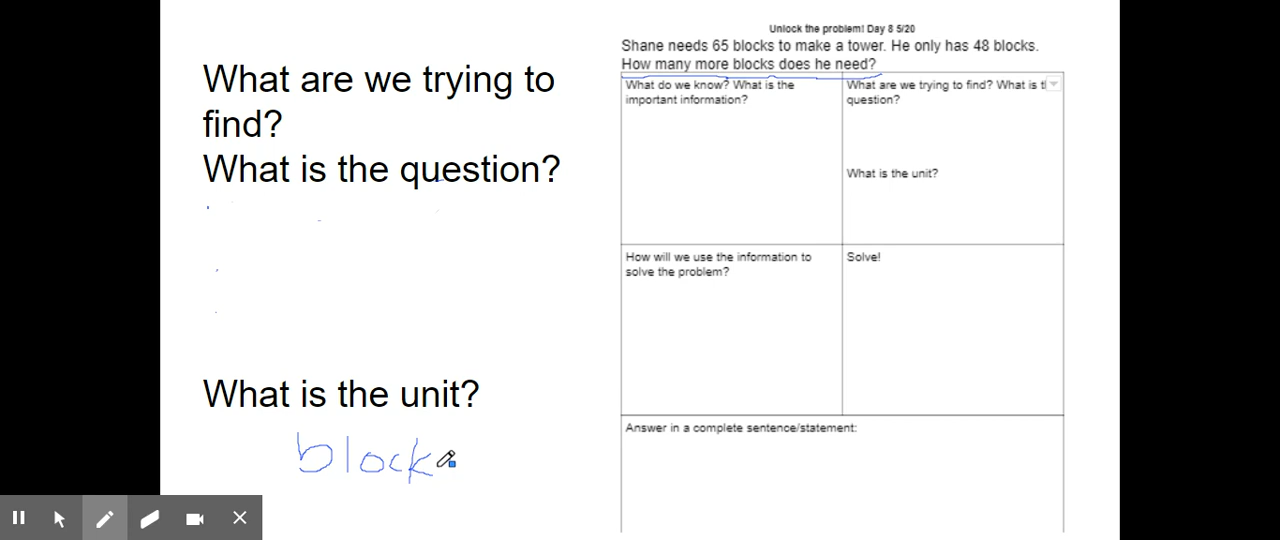 What are we trying to
find?
What is the question?
What is the unit?
block
Unlock the problem! Day 8 5/20
Shane needs 65 blocks to make a tower. He only has 48 blocks.
How many more blocks does he need?
What do we know? What is the
important information?
What are we trying to find? What is t
question?
What is the unit?
How will we use the information to
solve the problem?
Solve!
Answer in a complete sentence/statement: